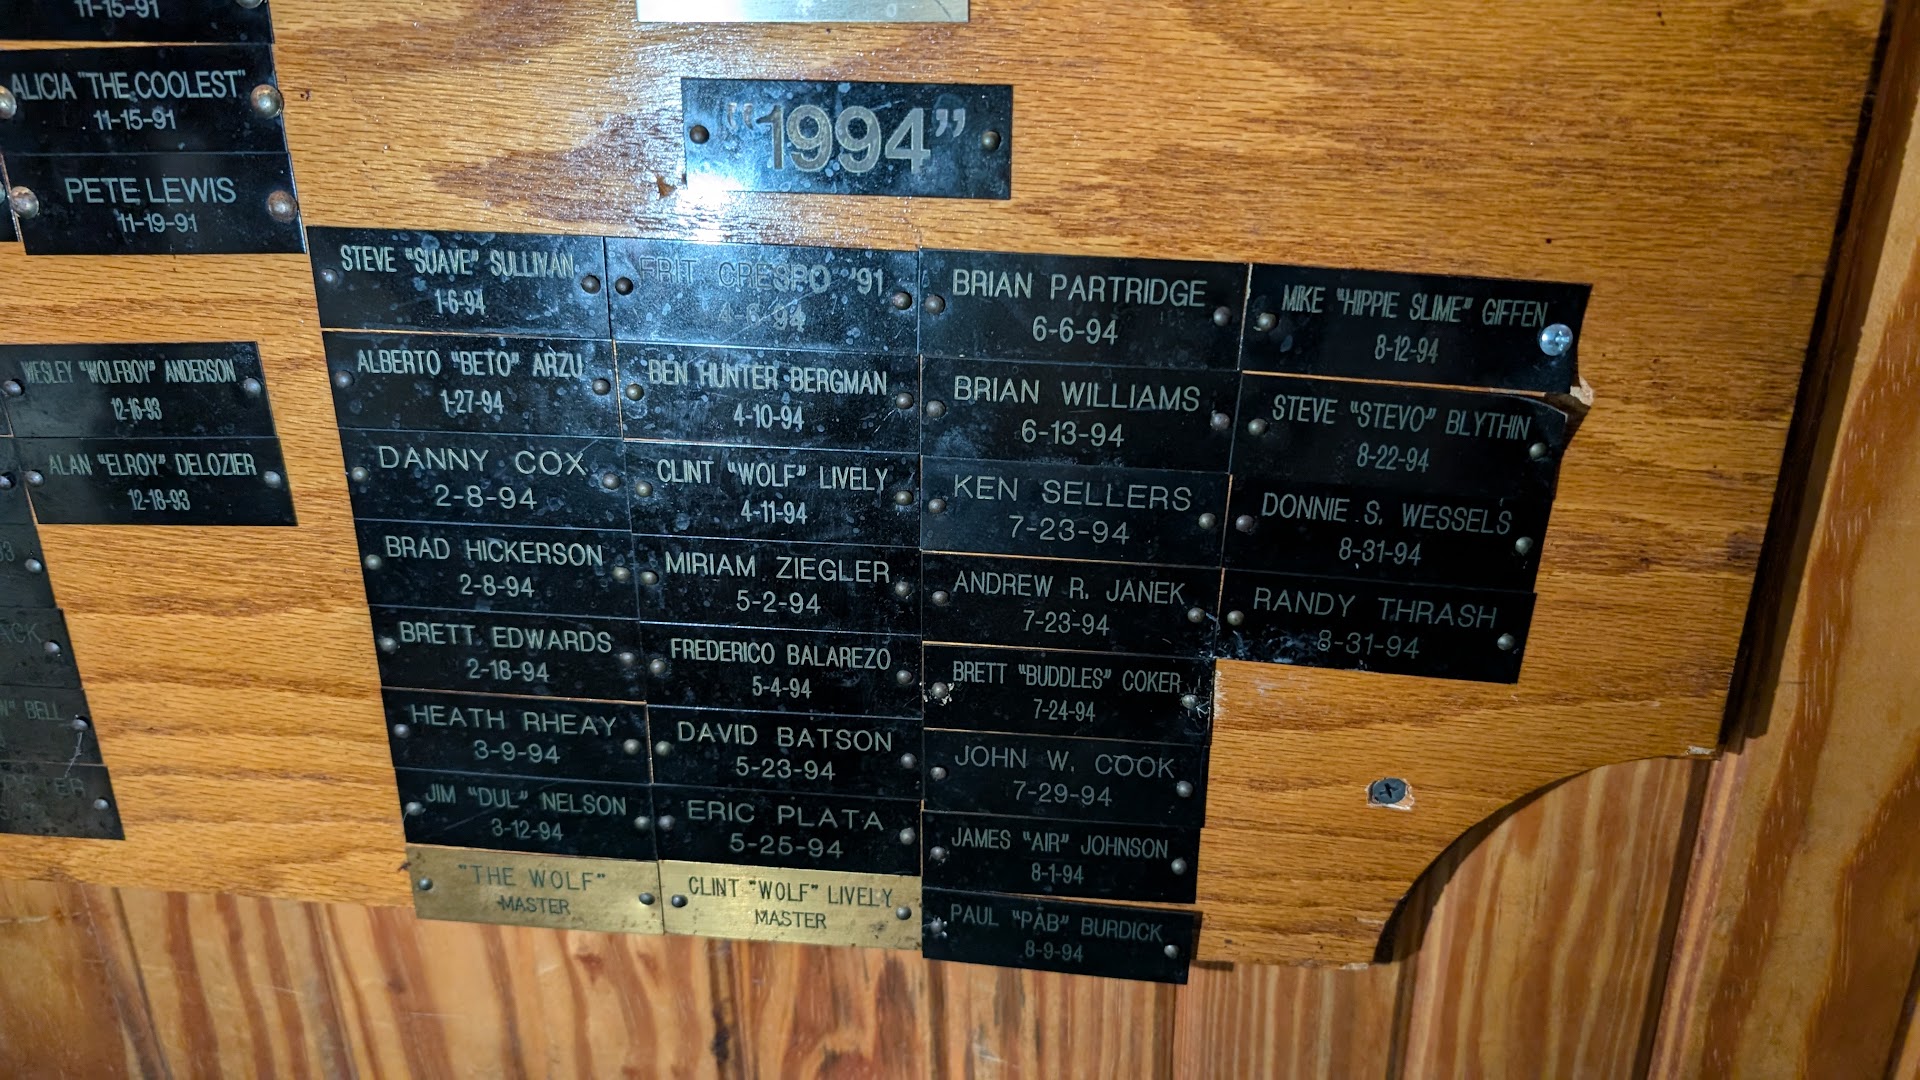 11-15-91
ALICIA "THE COOLEST"
11-15-91
PETE LEWIS
11-19-91
WESLEY "WOLFBOY" ANDERSON
12-16-93
ALAN "ELROY" DELOZIER
12-18-93
BELL
"1994"
STEVE "SUAVE" SULLIVAN
1-6-94
ALBERTO "BETO" ARZU
1-27-94
DANNY COX
2-8-94
BRAD HICKERSON
2-8-94
BRETT EDWARDS
2-18-94
HEATH RHEAY
3-9-94
JIM "DUL" NELSON
3-12-94
"THE WOLF"
MASTER
ERIT CRESPO '91
4-6-94
BEN HUNTER BERGMAN
4-10-94
CLINT "WOLF" LIVELY
4-11-94
MIRIAM ZIEGLER
5-2-94
FREDERICO BALAREZO
5-4-94
DAVID BATSON
5-23-94
ERIC PLATA
5-25-94
CLINT "WOLF" LIVELY
MASTER
BRIAN PARTRIDGE
6-6-94
BRIAN WILLIAMS
6-13-94
KEN SELLERS
7-23-94
ANDREW R. JANEK
7-23-94
BRETT "BUDDLES" COKER
7-24-94
JOHN W. COOK
7-29-94
JAMES "AIR" JOHNSON
8-1-94
PAUL "PAB" BURDICK
8-9-94
MIKE "HIPPIE SLIME" GIFFEN
8-12-94
STEVE "STEVO" BLYTHIN
8-22-94
DONNIE S. WESSELS
8-31-94
RANDY THRASH
8-31-94